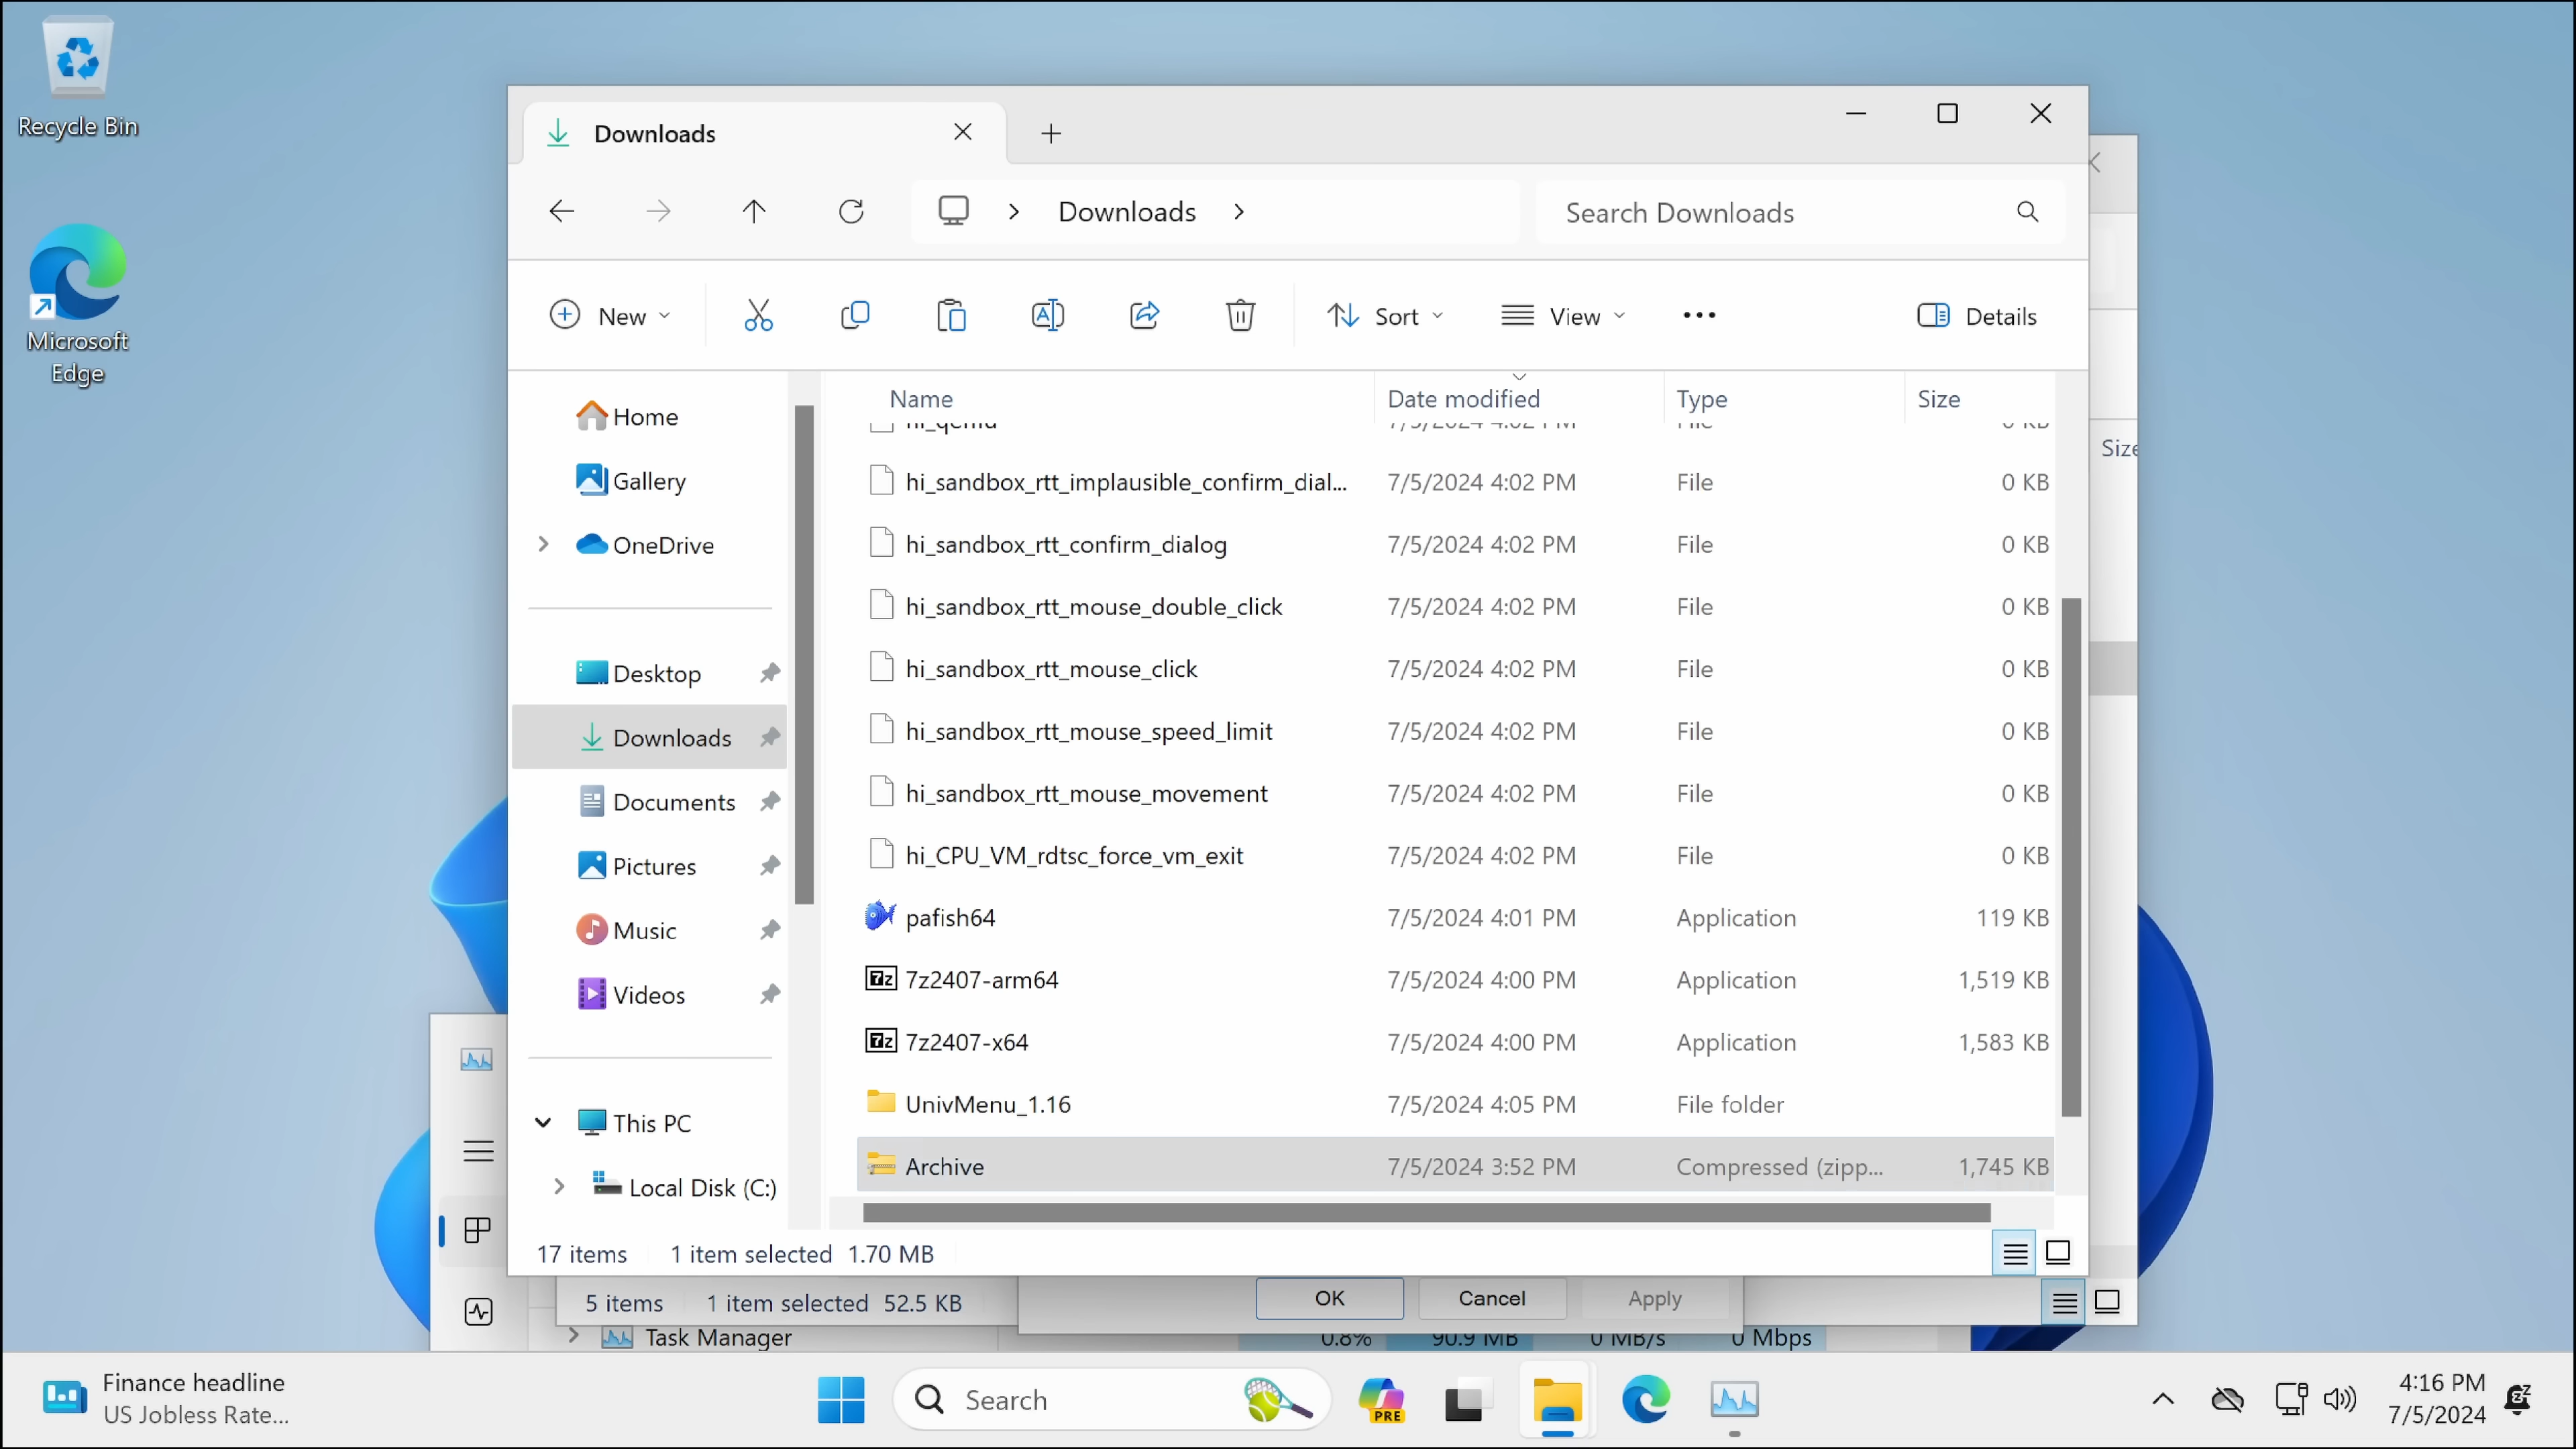 Recycle Bin
Microsoft
Edge
Downloads
Downloads
Search Downloads
New
Sort
View
Details
Home
Gallery
OneDrive
Desktop
Downloads
Documents
Pictures
Music
Videos
This PC
Local Disk (C:)
Name Date modified Type Size
hi_qemu 7/5/2024 4:02 PM File 0 KB
hi_sandbox_rtt_implausible_confirm_dial... 7/5/2024 4:02 PM File 0 KB
hi_sandbox_rtt_confirm_dialog 7/5/2024 4:02 PM File 0 KB
hi_sandbox_rtt_mouse_double_click 7/5/2024 4:02 PM File 0 KB
hi_sandbox_rtt_mouse_click 7/5/2024 4:02 PM File 0 KB
hi_sandbox_rtt_mouse_speed_limit 7/5/2024 4:02 PM File 0 KB
hi_sandbox_rtt_mouse_movement 7/5/2024 4:02 PM File 0 KB
hi_CPU_VM_rdtsc_force_vm_exit 7/5/2024 4:02 PM File 0 KB
pafish64 7/5/2024 4:01 PM Application 119 KB
7z2407-arm64 7/5/2024 4:00 PM Application 1,519 KB
7z2407-x64 7/5/2024 4:00 PM Application 1,583 KB
UnivMenu_1.16 7/5/2024 4:05 PM File folder
Archive 7/5/2024 3:52 PM Compressed (zipp... 1,745 KB
Size
17 items 1 item selected 1.70 MB
5 items 1 item selected 52.5 KB
OK Cancel Apply
Task Manager 0.8% 90.9 MB 0 MB/s 0 Mbps
Finance headline
US Jobless Rate...
Search
PRE
4:16 PM
7/5/2024